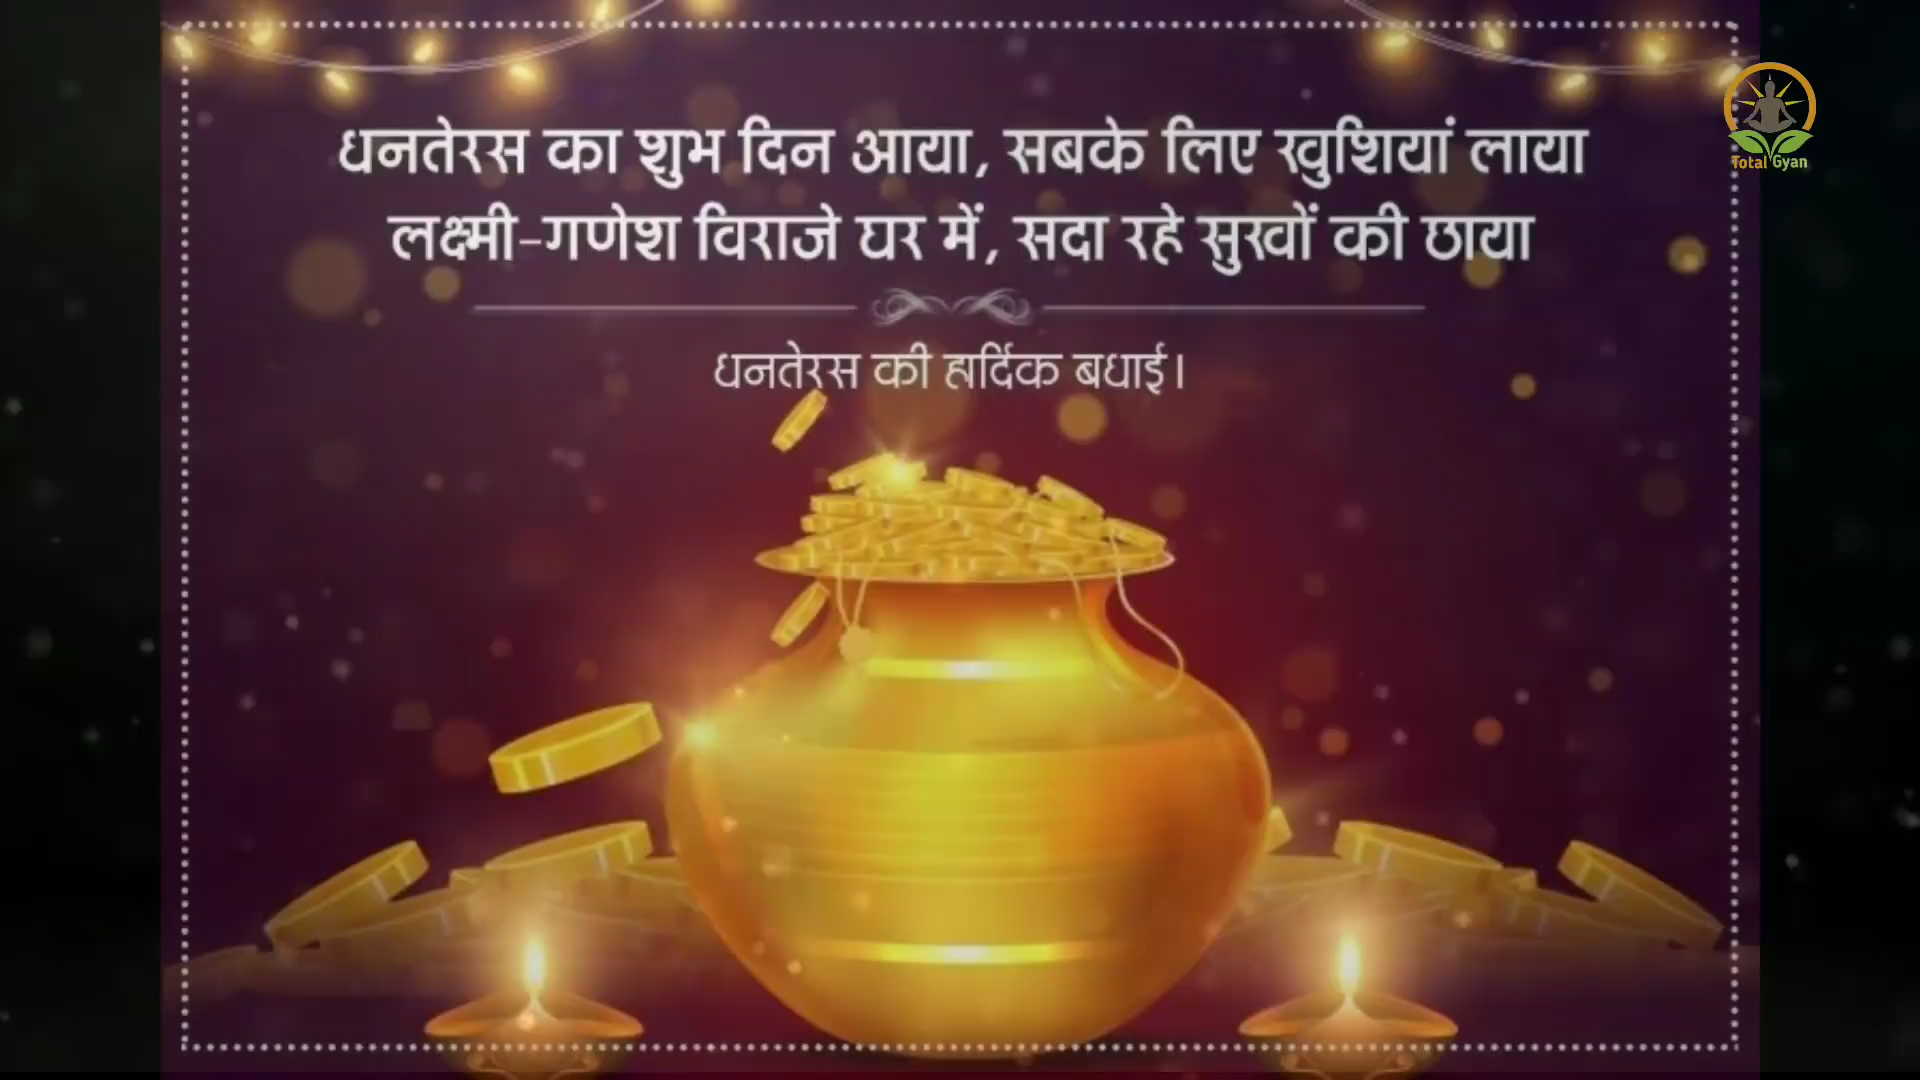 धनतेरस का शुभ दिन आया, सबके लिए खुशियां लाया
लक्ष्मी-गणेश विराजे घर में, सदा रहे सुखों की छाया
धनतेरस की हार्दिक बधाई।
Total Gyan